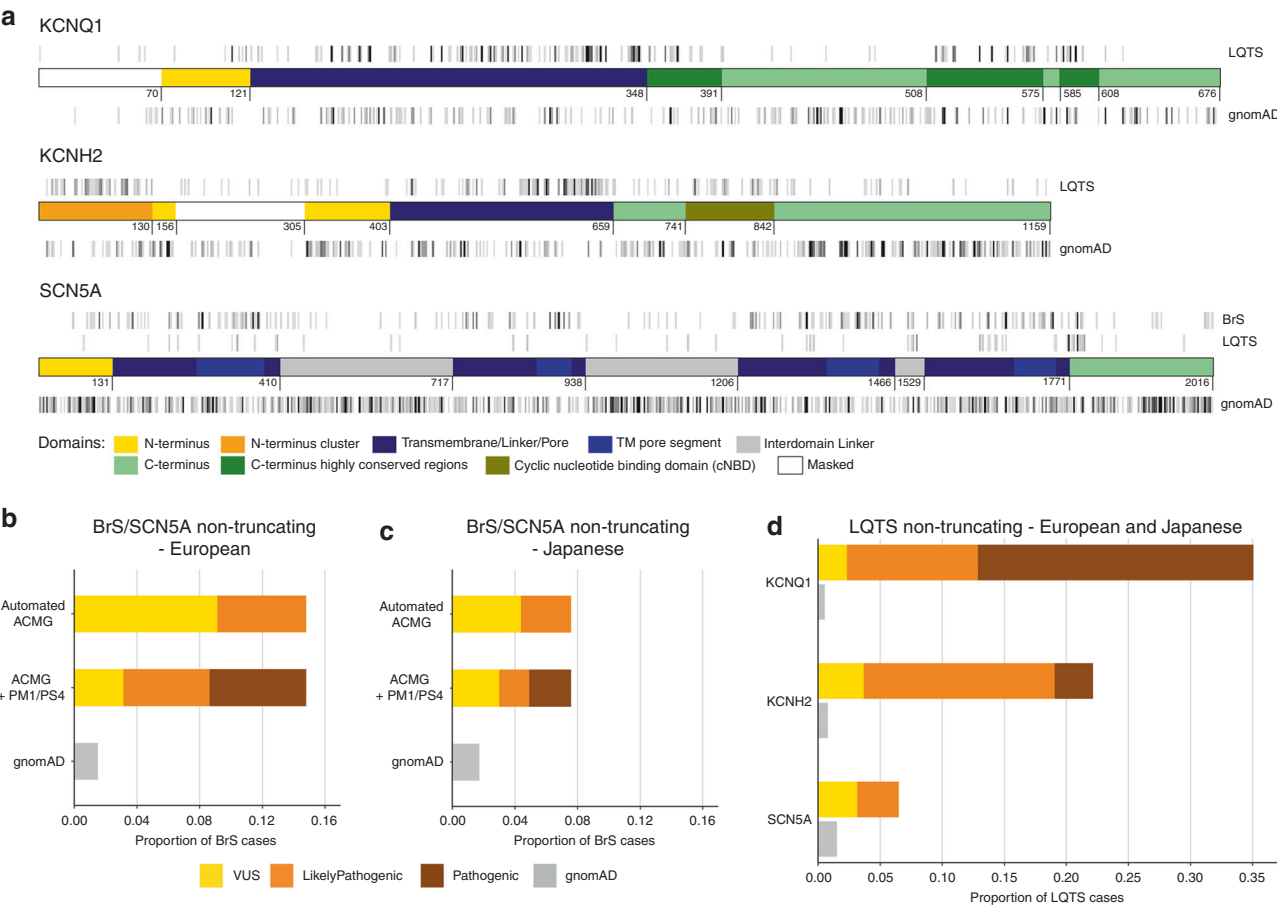 a
KCNQ1
LQTS
70 121 348 391 508 575 585 608 676
gnomAD
KCNH2
LQTS
130 156 305 403 659 741 842 1159
gnomAD
SCN5A
BrS
LQTS
131 410 717 938 1206 1466 1529 1771 2016
gnomAD
Domains: N-terminus N-terminus cluster Transmembrane/Linker/Pore TM pore segment Interdomain Linker
C-terminus C-terminus highly conserved regions Cyclic nucleotide binding domain (cNBD) Masked
b
BrS/SCN5A non-truncating
- European
Automated
ACMG
ACMG
+ PM1/PS4
gnomAD
0.00 0.04 0.08 0.12 0.16
Proportion of BrS cases
c
BrS/SCN5A non-truncating
- Japanese
Automated
ACMG
ACMG
+ PM1/PS4
gnomAD
0.00 0.04 0.08 0.12 0.16
Proportion of BrS cases
VUS LikelyPathogenic Pathogenic gnomAD
d
LQTS non-truncating - European and Japanese
KCNQ1
KCNH2
SCN5A
0.00 0.05 0.10 0.15 0.20 0.25 0.30 0.35
Proportion of LQTS cases